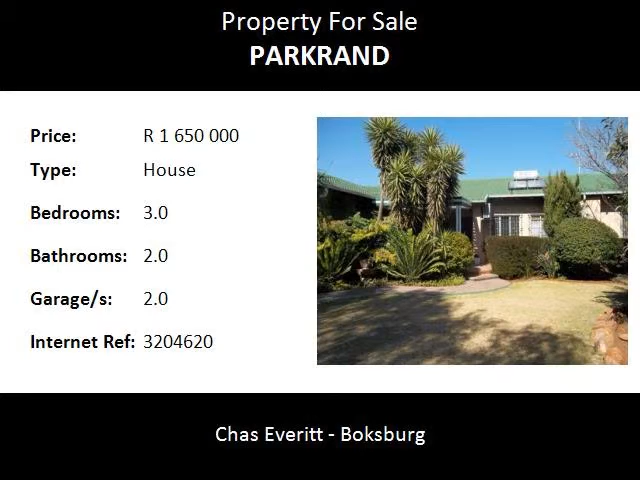 Property For Sale
PARKRAND
Price: R 1 650 000
Type: House
Bedrooms: 3.0
Bathrooms: 2.0
Garage/s: 2.0
Internet Ref: 3204620
Chas Everitt - Boksburg